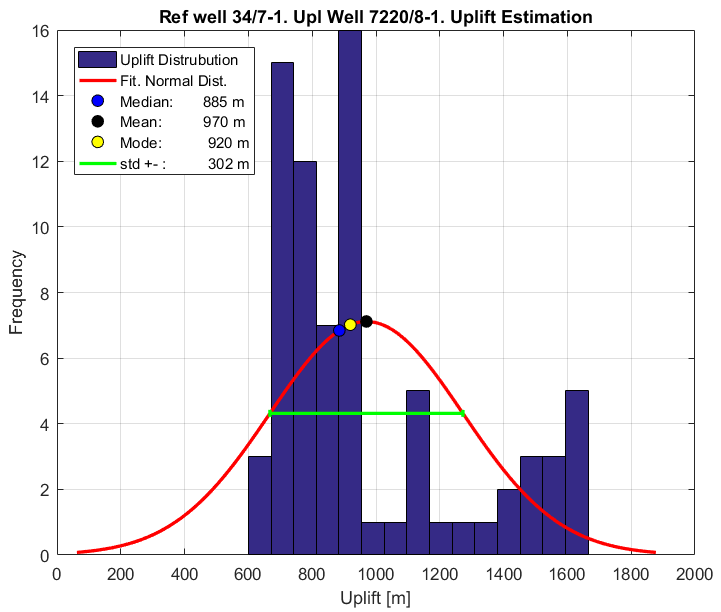 Ref well 34/7-1. Upl Well 7220/8-1. Uplift Estimation
Uplift Distrubution
Fit. Normal Dist.
Median: 885 m
Mean: 970 m
Mode: 920 m
std +- : 302 m
Frequency
16
14
12
10
8
6
4
2
0
0 200 400 600 800 1000 1200 1400 1600 1800 2000
Uplift [m]